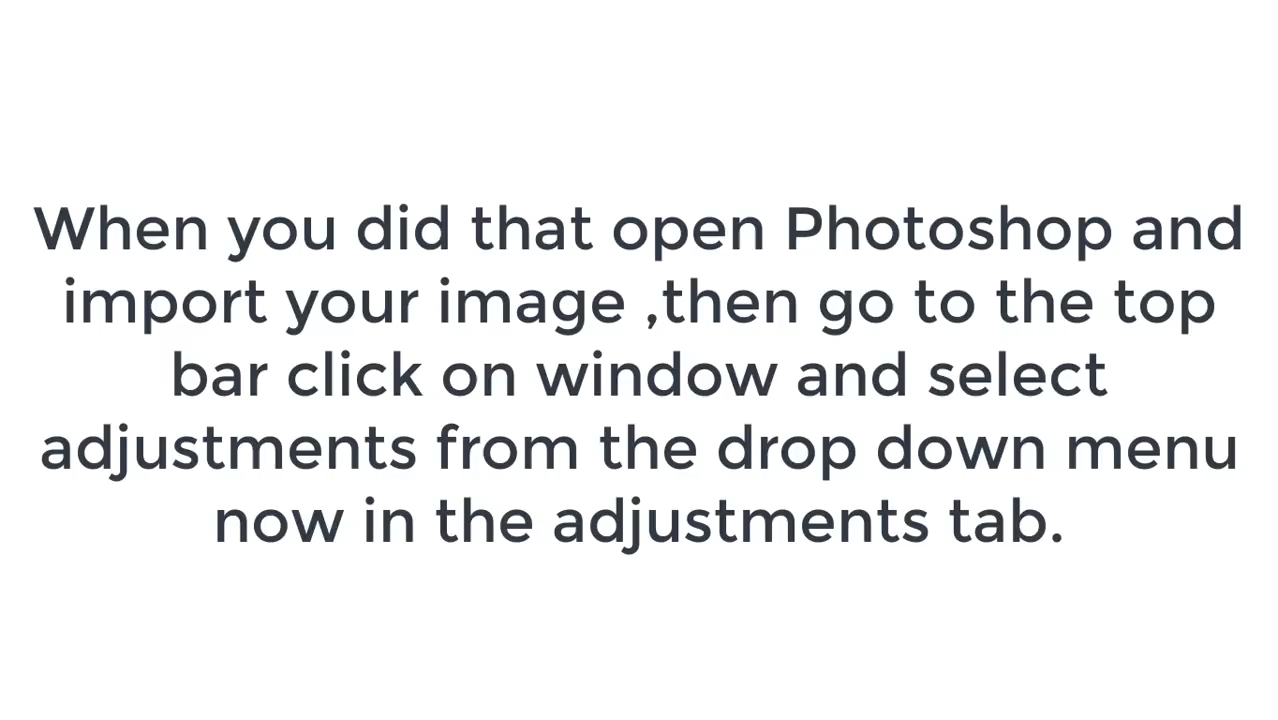 When you did that open Photoshop and
import your image ,then go to the top
bar click on window and select
adjustments from the drop down menu
now in the adjustments tab.